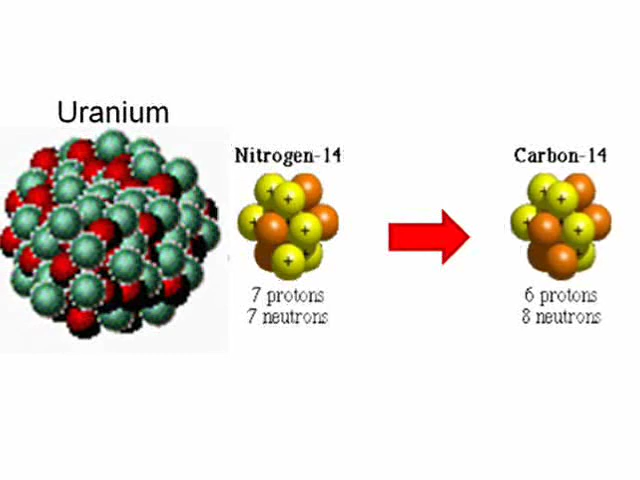 Uranium
Nitrogen-14
7 protons
7 neutrons
Carbon-14
6 protons
8 neutrons
+
+
+
+
+
+
+
+
+